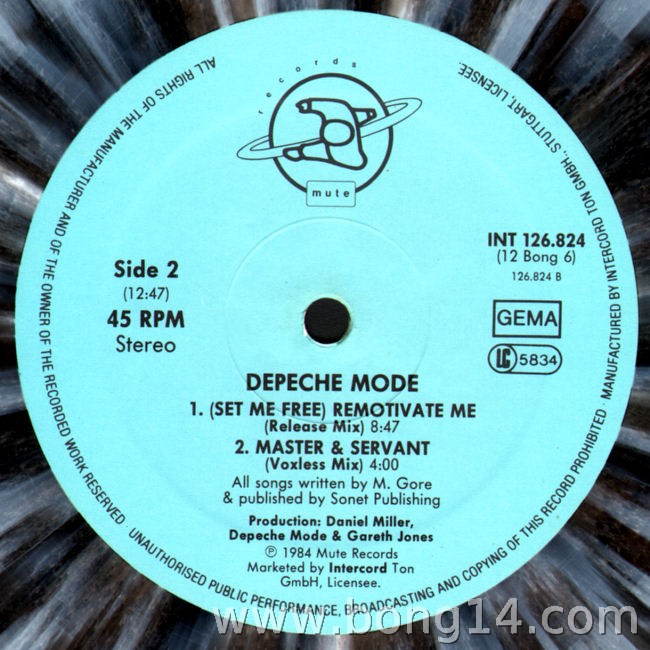 records
mute
Side 2
(12:47)
45 RPM
Stereo
INT 126.824
(12 Bong 6)
126.824 B
GEMA
LC 5834
DEPECHE MODE
1. (SET ME FREE) REMOTIVATE ME
(Release Mix) 8:47
2. MASTER & SERVANT
(Voxless Mix) 4:00
All songs written by M. Gore
& published by Sonet Publishing
Production: Daniel Miller,
Depeche Mode & Gareth Jones
℗ 1984 Mute Records
Marketed by Intercord Ton
GmbH, Licensee.
ALL RIGHTS OF THE MANUFACTURER AND OF THE OWNER OF THE RECORDED WORK RESERVED · UNAUTHORISED PUBLIC PERFORMANCE, BROADCASTING AND COPYING OF THIS RECORD PROHIBITED · MANUFACTURED BY INTERCORD TON GMBH., STUTTGART, LICENSEE.
www.bong14.com